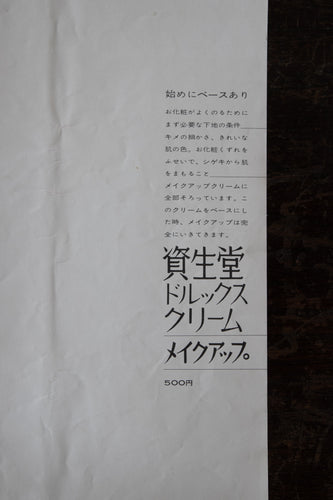 始めにベースあり
お化粧がよくのるために
まず必要な下地の条件
キメの細かさ、きれいな
肌の色。お化粧くずれを
ふせいで、シゲキから肌
をまもること
メイクアップクリームに
全部そろっています。こ
のクリームをベースにし
た時、メイクアップは完
全にいきてきます。
資生堂
ドルックス
クリーム
メイクアップ。
500円